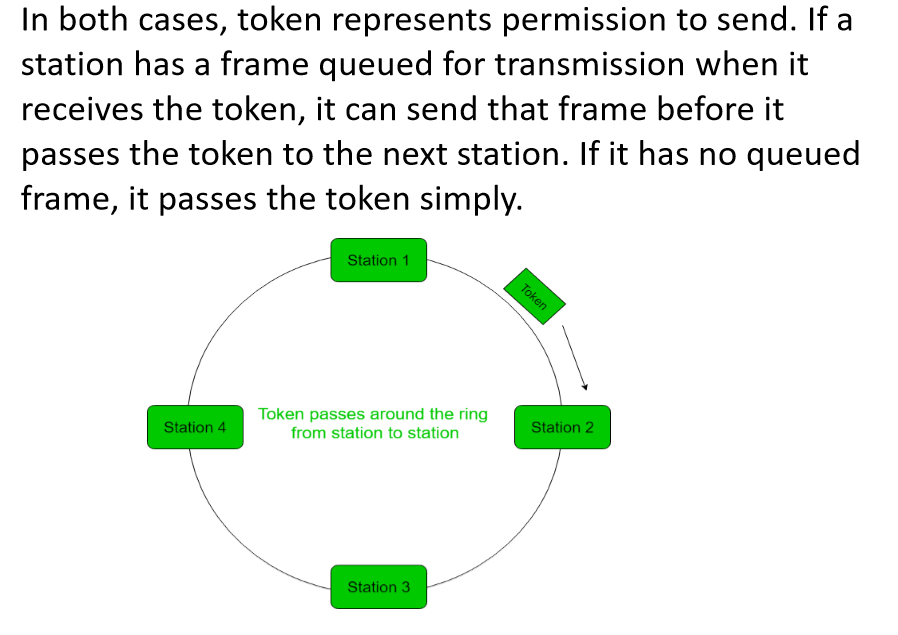 In both cases, token represents permission to send. If a
station has a frame queued for transmission when it
receives the token, it can send that frame before it
passes the token to the next station. If it has no queued
frame, it passes the token simply.
Station 1
Token
Station 4
Token passes around the ring
from station to station
Station 2
Station 3